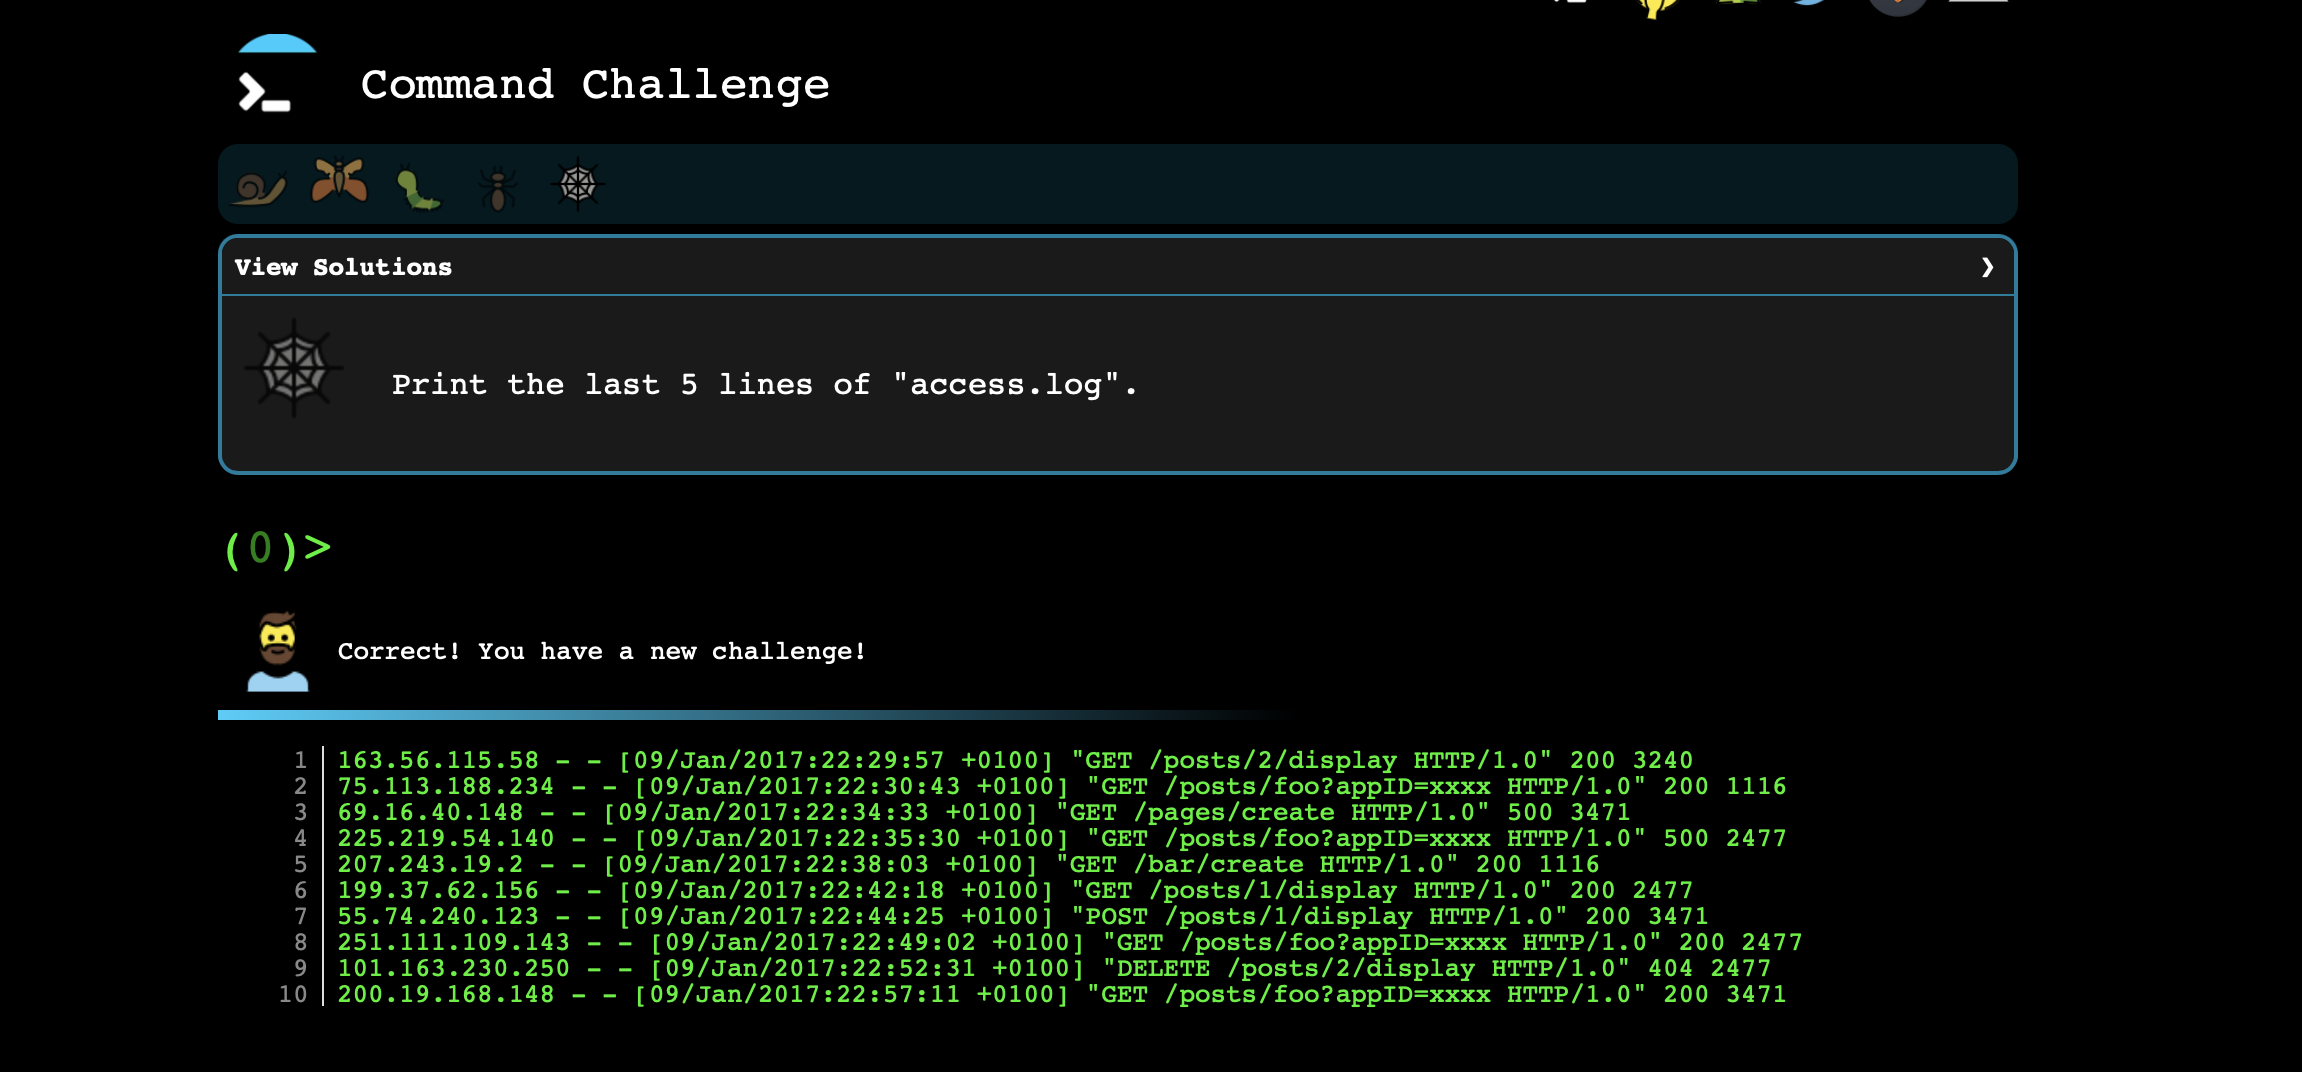 Command Challenge
View Solutions ❯
Print the last 5 lines of "access.log".
(0)>
Correct! You have a new challenge!
1 163.56.115.58 - - [09/Jan/2017:22:29:57 +0100] "GET /posts/2/display HTTP/1.0" 200 3240
2 75.113.188.234 - - [09/Jan/2017:22:30:43 +0100] "GET /posts/foo?appID=xxxx HTTP/1.0" 200 1116
3 69.16.40.148 - - [09/Jan/2017:22:34:33 +0100] "GET /pages/create HTTP/1.0" 500 3471
4 225.219.54.140 - - [09/Jan/2017:22:35:30 +0100] "GET /posts/foo?appID=xxxx HTTP/1.0" 500 2477
5 207.243.19.2 - - [09/Jan/2017:22:38:03 +0100] "GET /bar/create HTTP/1.0" 200 1116
6 199.37.62.156 - - [09/Jan/2017:22:42:18 +0100] "GET /posts/1/display HTTP/1.0" 200 2477
7 55.74.240.123 - - [09/Jan/2017:22:44:25 +0100] "POST /posts/1/display HTTP/1.0" 200 3471
8 251.111.109.143 - - [09/Jan/2017:22:49:02 +0100] "GET /posts/foo?appID=xxxx HTTP/1.0" 200 2477
9 101.163.230.250 - - [09/Jan/2017:22:52:31 +0100] "DELETE /posts/2/display HTTP/1.0" 404 2477
10 200.19.168.148 - - [09/Jan/2017:22:57:11 +0100] "GET /posts/foo?appID=xxxx HTTP/1.0" 200 3471